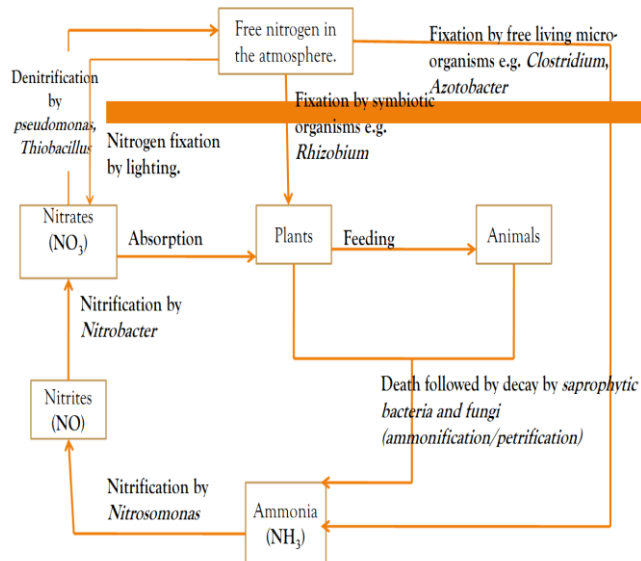 Free nitrogen in
the atmosphere.
Fixation by free living micro-
organisms e.g. Clostridium,
Azotobacter
Denitrification
by
pseudomonas,
Thiobacillus
Nitrogen fixation
by lighting.
Fixation by symbiotic
organisms e.g.
Rhizobium
Nitrates
(NO₃)
Absorption
Plants
Feeding
Animals
Nitrification by
Nitrobacter
Death followed by decay by saprophytic
bacteria and fungi
(ammonification/petrification)
Nitrites
(NO)
Nitrification by
Nitrosomonas
Ammonia
(NH₃)